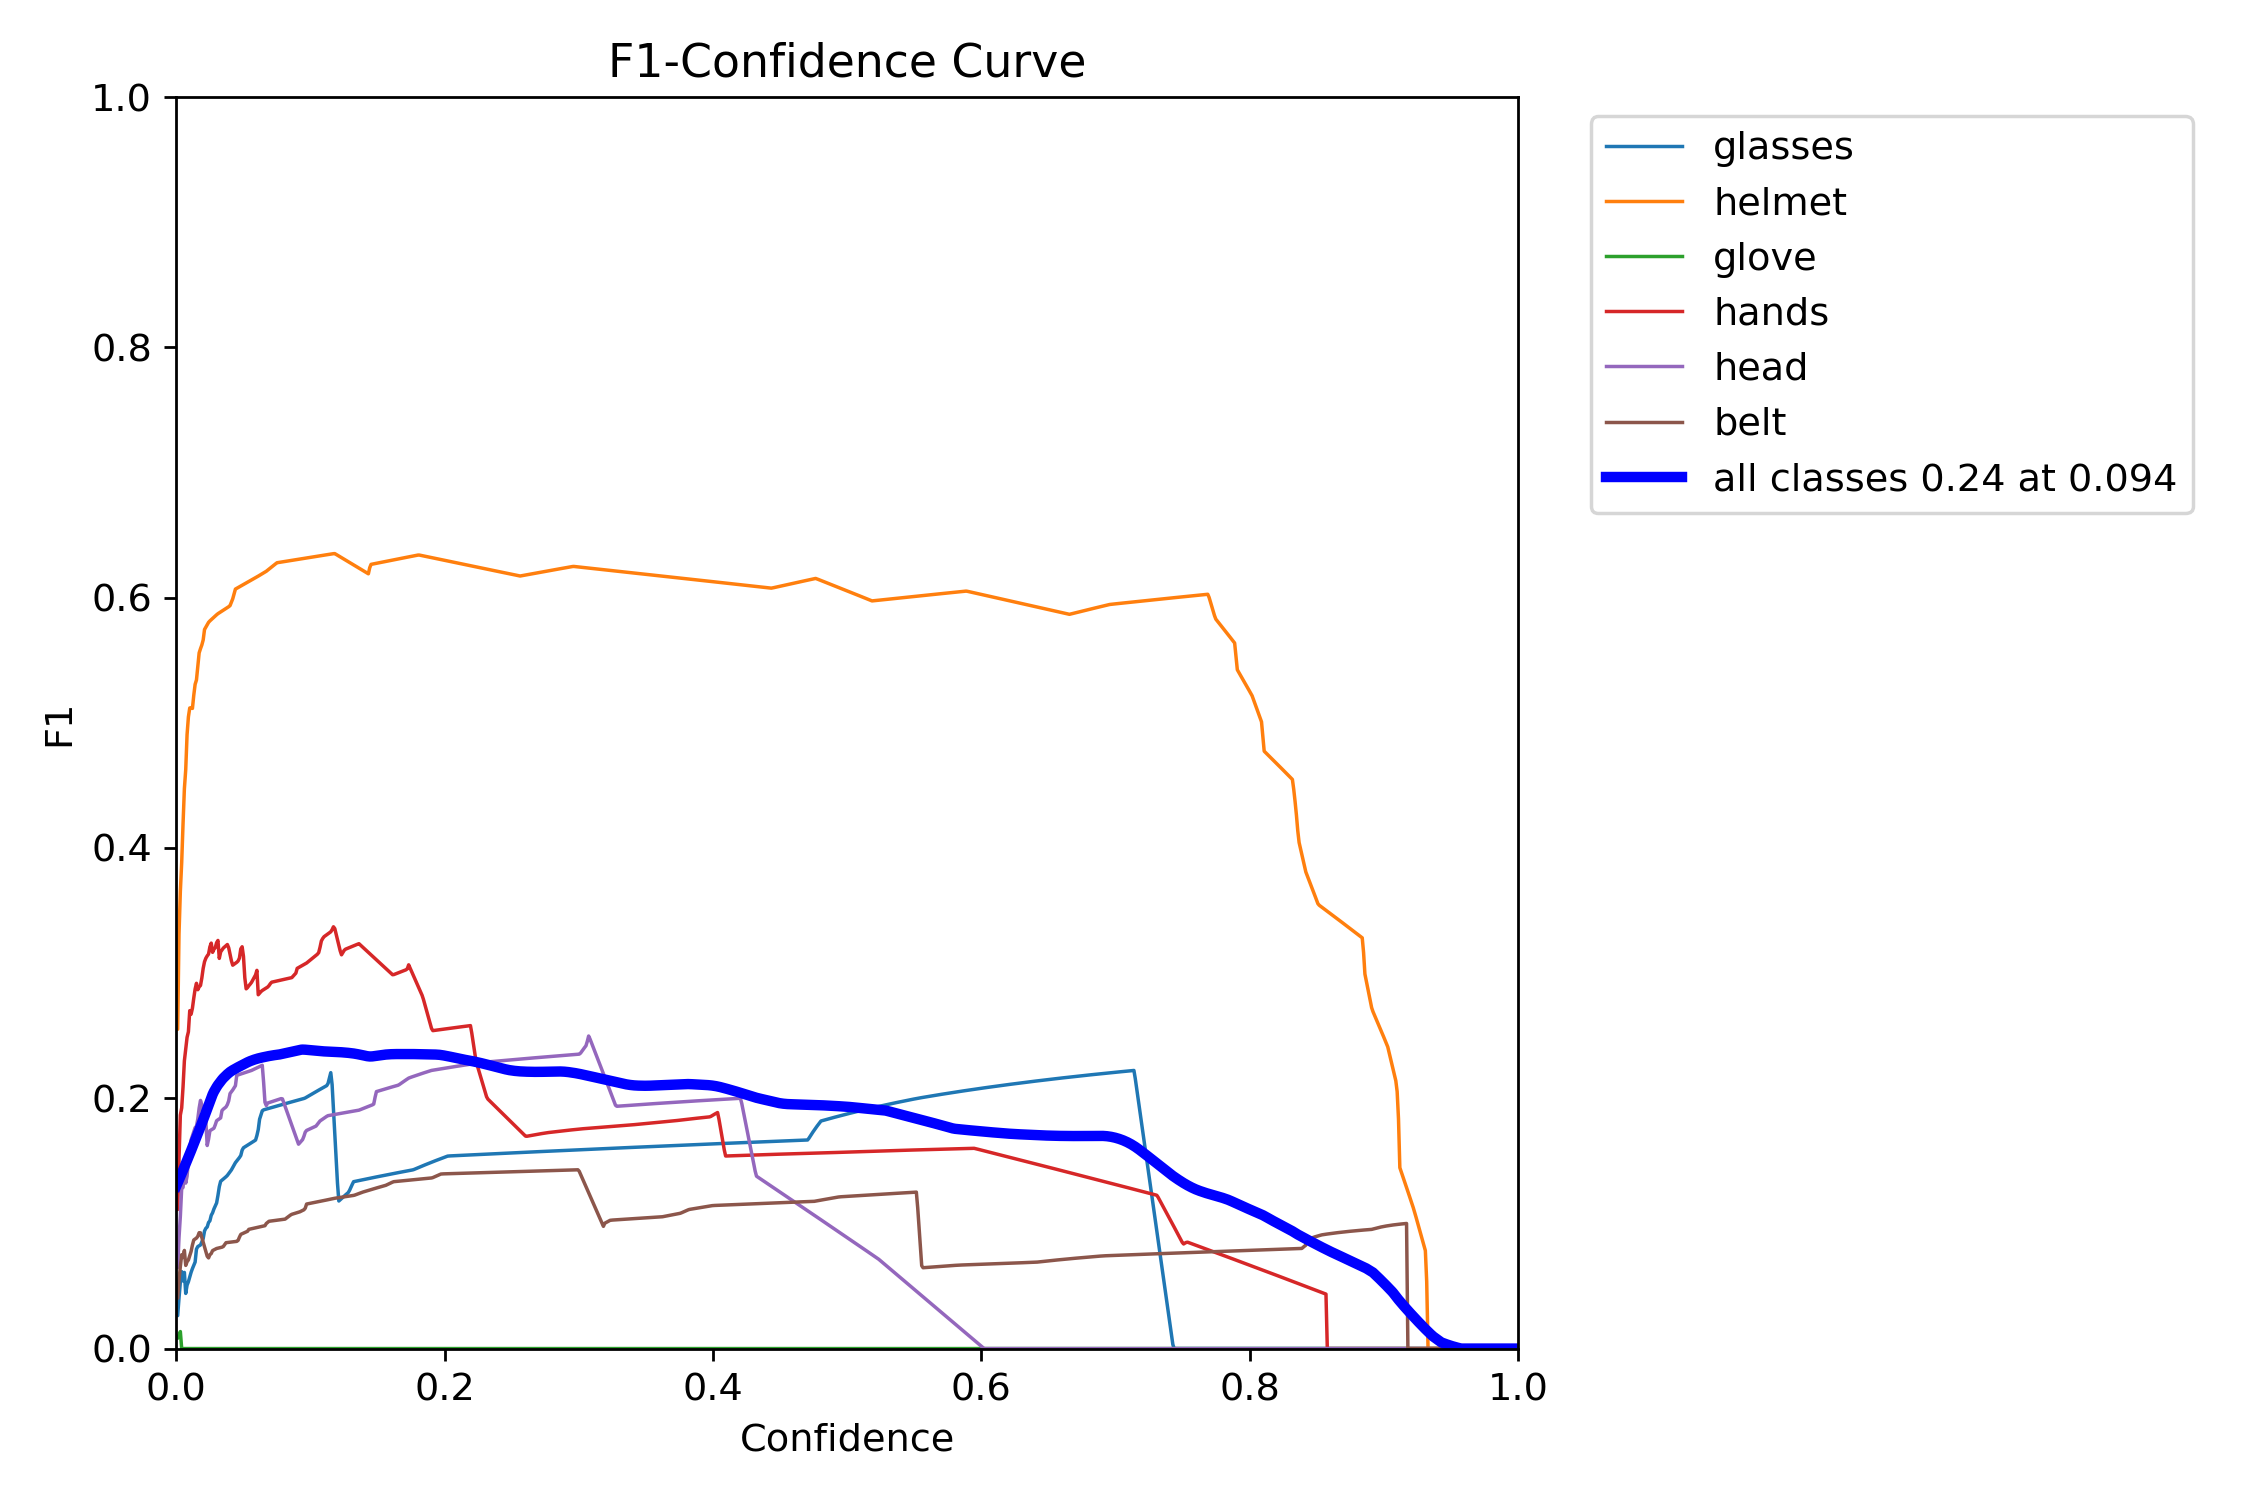 F1-Confidence Curve
1.0
0.8
0.6
0.4
0.2
0.0
F1
0.0 0.2 0.4 0.6 0.8 1.0
Confidence
glasses
helmet
glove
hands
head
belt
all classes 0.24 at 0.094